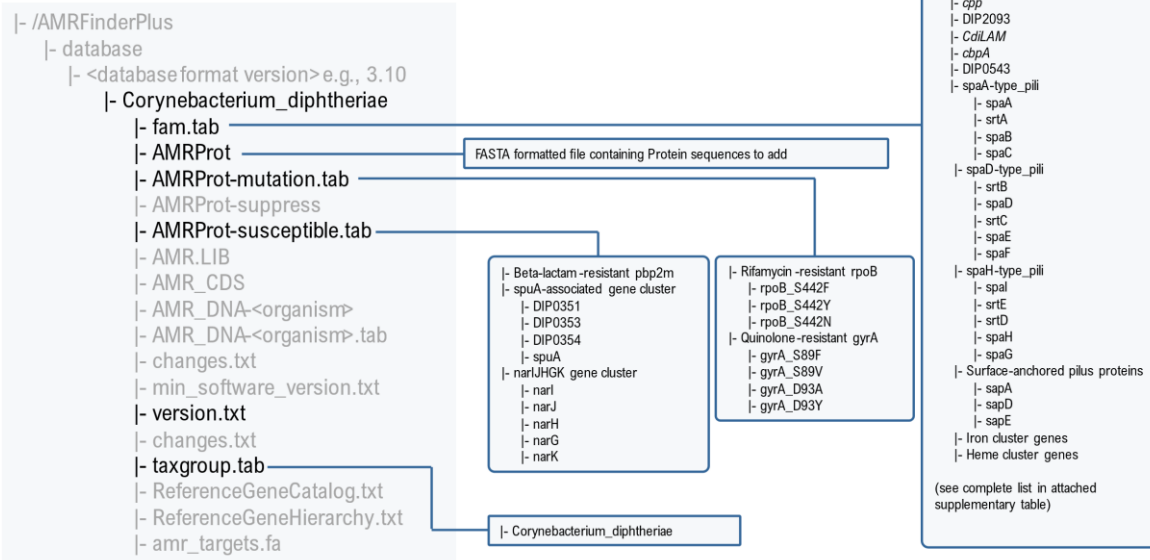 |- /AMRFinderPlus
|- database
|- <database format version> e.g., 3.10
|- Corynebacterium_diphtheriae
|- fam.tab
|- AMRProt
|- AMRProt-mutation.tab
|- AMRProt-suppress
|- AMRProt-susceptible.tab
|- AMR.LIB
|- AMR_CDS
|- AMR_DNA-<organism>
|- AMR_DNA-<organism>.tab
|- changes.txt
|- min_software_version.txt
|- version.txt
|- changes.txt
|- taxgroup.tab
|- ReferenceGeneCatalog.txt
|- ReferenceGeneHierarchy.txt
|- amr_targets.fa
FASTA formatted file containing Protein sequences to add
|- Beta-lactam-resistant pbp2m
|- spuA-associated gene cluster
|- DIP0351
|- DIP0353
|- DIP0354
|- spuA
|- narIJHGK gene cluster
|- narI
|- narJ
|- narH
|- narG
|- narK
|- Rifamycin-resistant rpoB
|- rpoB_S442F
|- rpoB_S442Y
|- rpoB_S442N
|- Quinolone-resistant gyrA
|- gyrA_S89F
|- gyrA_S89V
|- gyrA_D93A
|- gyrA_D93Y
|- Corynebacterium_diphtheriae
|- cpp
|- DIP2093
|- CdiLAM
|- cbpA
|- DIP0543
|- spaA-type_pili
|- spaA
|- srtA
|- spaB
|- spaC
|- spaD-type_pili
|- srtB
|- spaD
|- srtC
|- spaE
|- spaF
|- spaH-type_pili
|- spaI
|- srtE
|- srtD
|- spaH
|- spaG
|- Surface-anchored pilus proteins
|- sapA
|- sapD
|- sapE
|- Iron cluster genes
|- Heme cluster genes
(see complete list in attached
supplementary table)